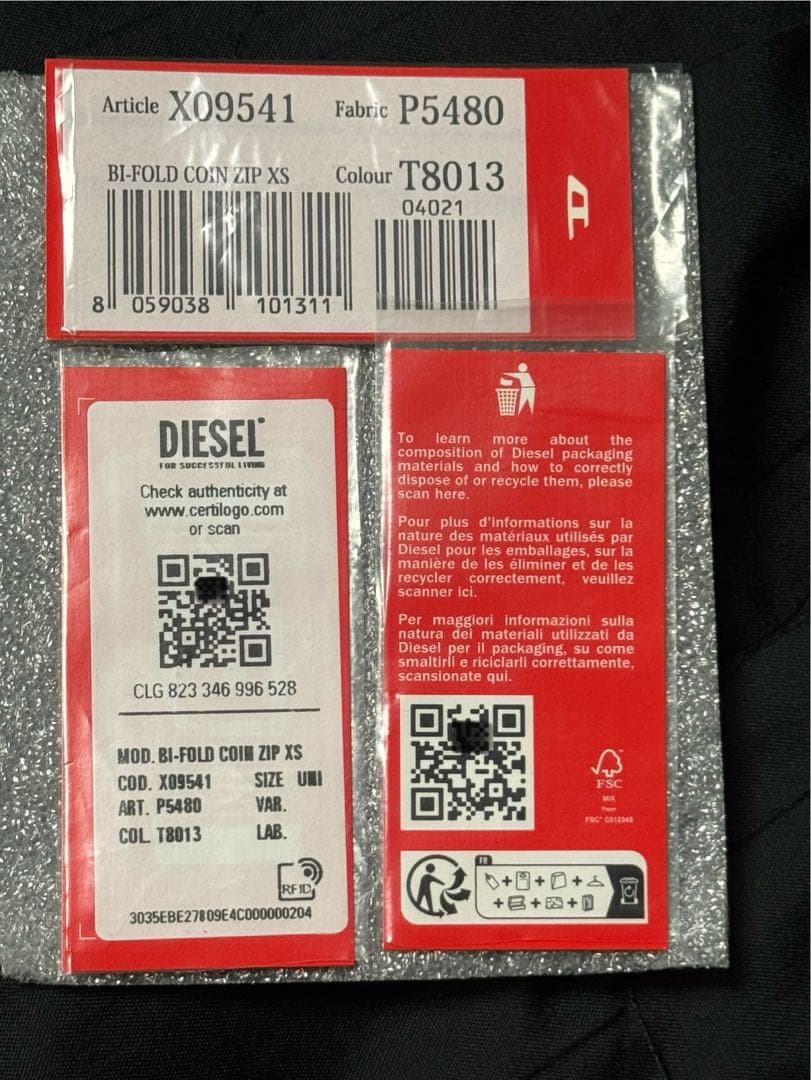 Article X09541 Fabric P5480
BI-FOLD COIN ZIP XS Colour T8013
04021
8 059038 101311
DIESEL
FOR SUCCESSFUL LIVING
Check authenticity at
www.certilogo.com
or scan
CLG 823 346 996 528
MOD. BI-FOLD COIN ZIP XS
COD. X09541 SIZE UNI
ART. P5480 VAR.
COL. T8013 LAB.
RFID
3035EBE27809E4C000000204
To learn more about the
composition of Diesel packaging
materials and how to correctly
dispose of or recycle them, please
scan here.
Pour plus d'informations sur la
nature des matériaux utilisés par
Diesel pour les emballages, sur la
manière de les éliminer et de les
recycler correctement, veuillez
scanner ici.
Per maggiori informazioni sulla
natura dei materiali utilizzati da
Diesel per il packaging, su come
smaltirli e riciclarli correttamente,
scansionate qui.
FSC
MIX
Paper
FSC® C012345
FR